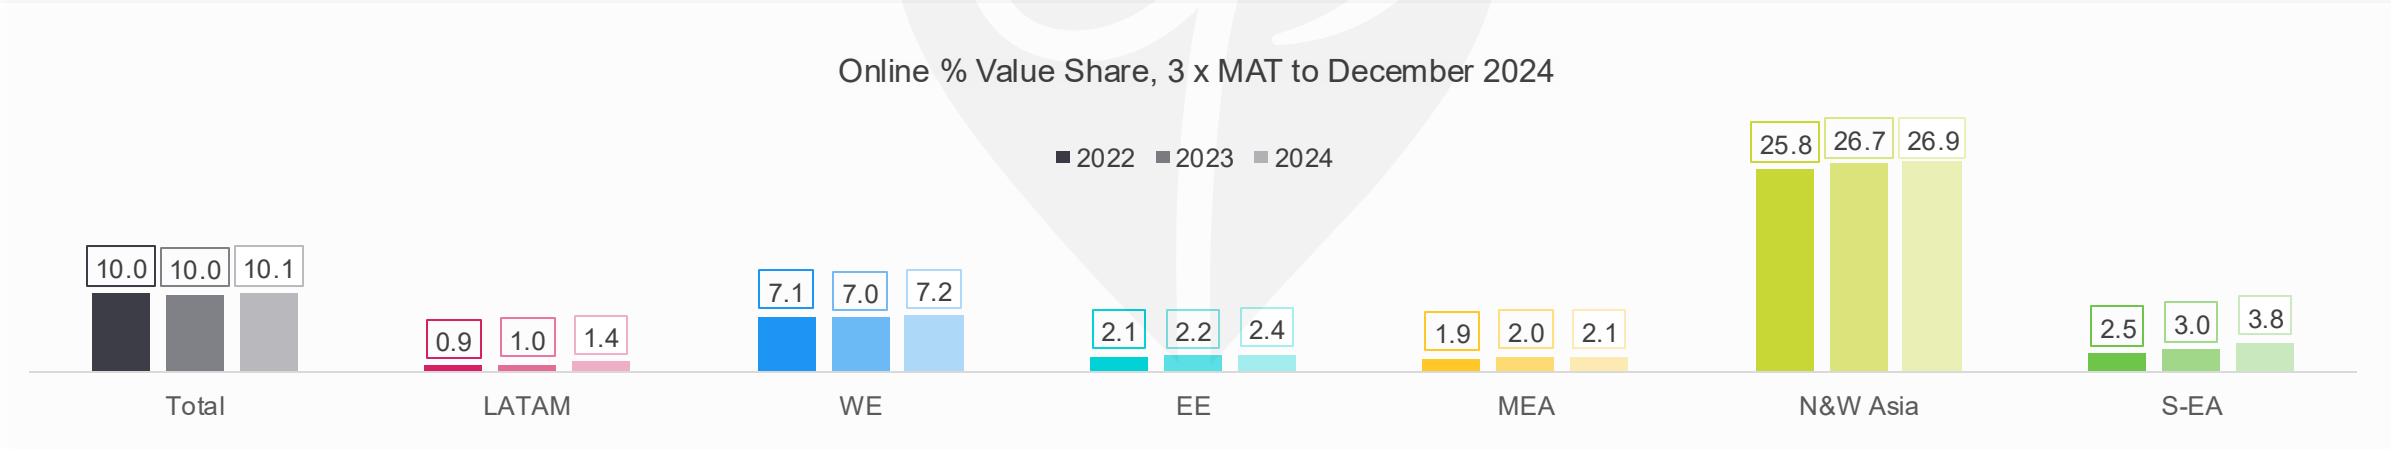 Online % Value Share, 3 x MAT to December 2024
2022 2023 2024
10.0 10.0 10.1
0.9 1.0 1.4
7.1 7.0 7.2
2.1 2.2 2.4
1.9 2.0 2.1
25.8 26.7 26.9
2.5 3.0 3.8
Total LATAM WE EE MEA N&W Asia S-EA